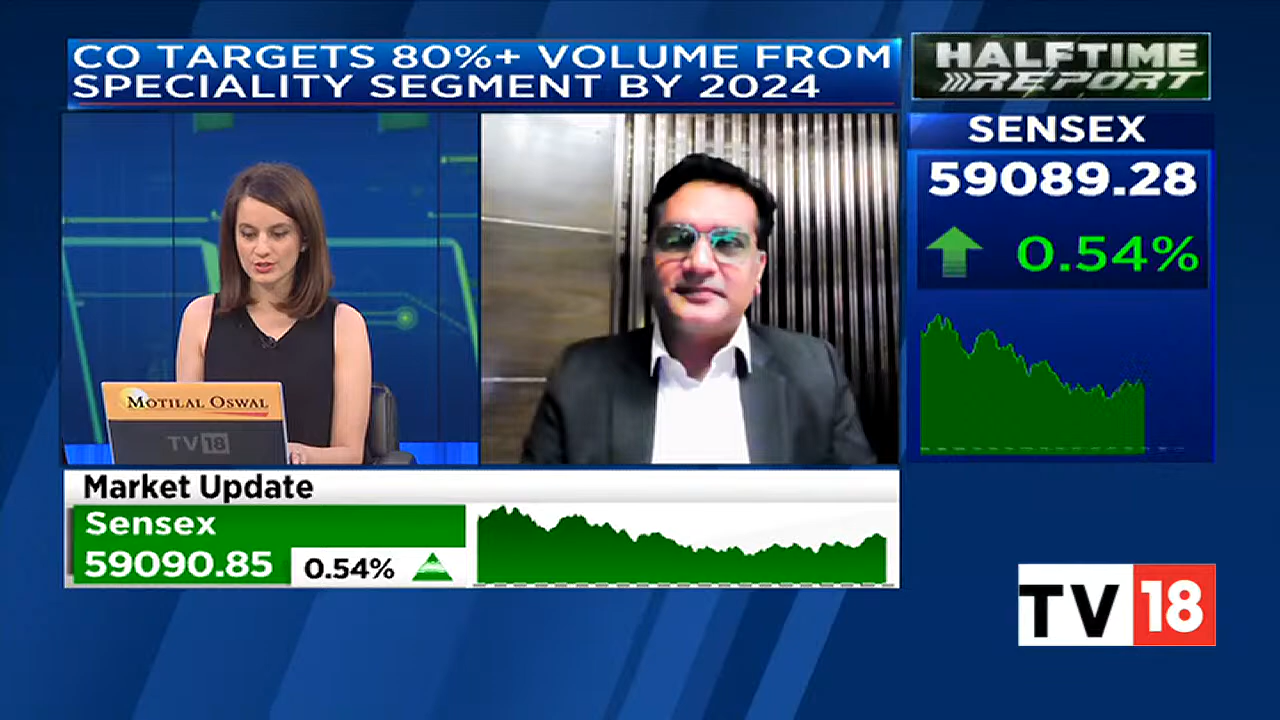 CO TARGETS 80%+ VOLUME FROM
SPECIALITY SEGMENT BY 2024
HALFTIME
REPORT
SENSEX
59089.28
0.54%
MOTILAL OSWAL
TV18
Market Update
Sensex
59090.85
0.54%
TV18